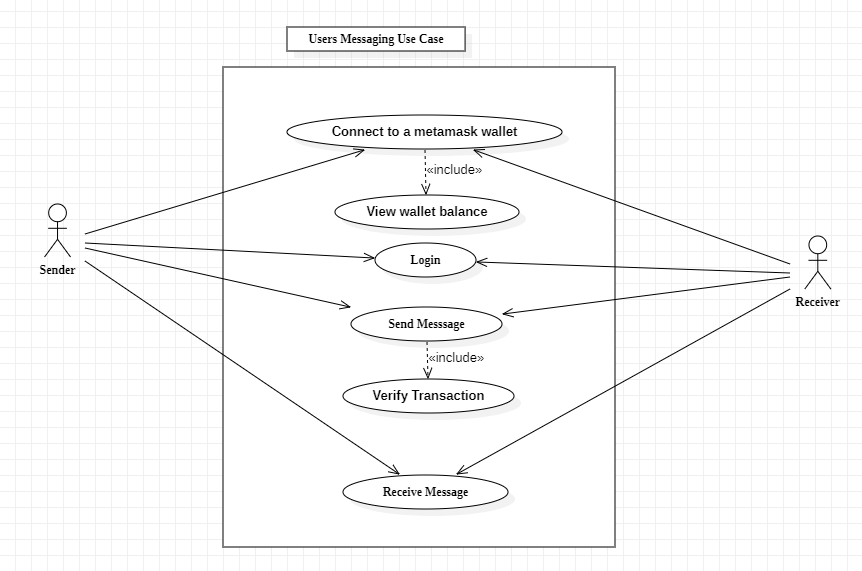 Users Messaging Use Case
Connect to a metamask wallet
«include»
View wallet balance
Login
Sender
Receiver
Send Messsage
«include»
Verify Transaction
Receive Message